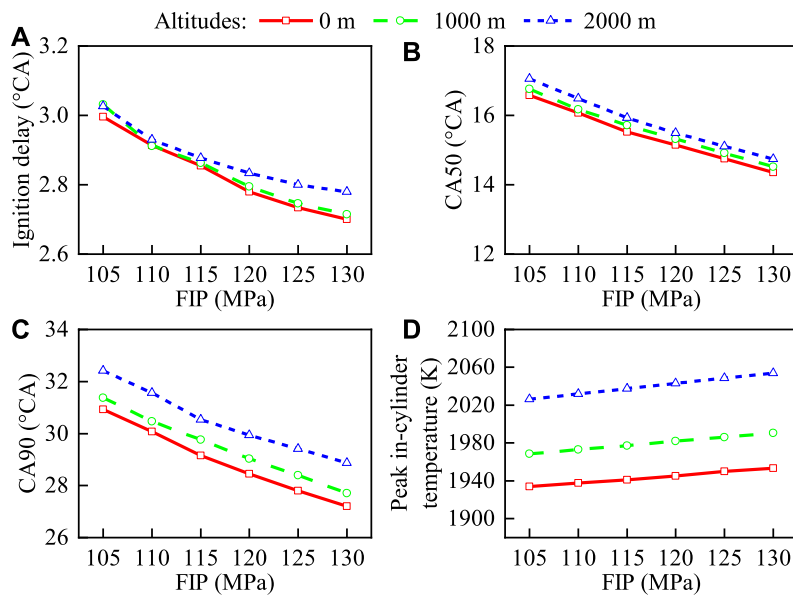 Altitudes: 0 m 1000 m 2000 m
A
Ignition delay (°CA)
3.2
3.0
2.8
2.6
105 110 115 120 125 130
FIP (MPa)
B
CA50 (°CA)
18
16
14
12
105 110 115 120 125 130
FIP (MPa)
C
CA90 (°CA)
34
32
30
28
26
105 110 115 120 125 130
FIP (MPa)
D
Peak in-cylinder
temperature (K)
2100
2060
2020
1980
1940
1900
105 110 115 120 125 130
FIP (MPa)